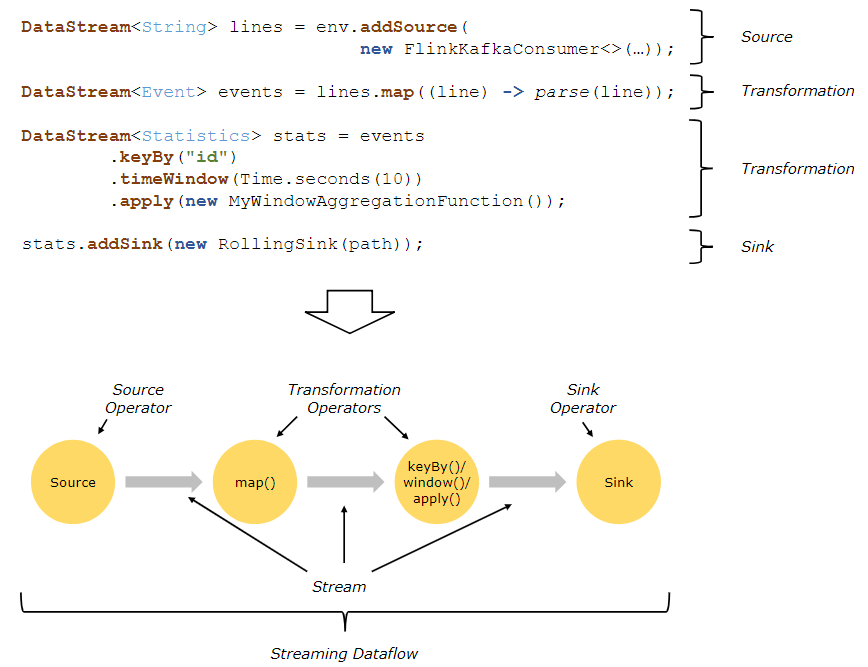 DataStream<String> lines = env.addSource(
new FlinkKafkaConsumer<>(…));
Source
DataStream<Event> events = lines.map((line) -> parse(line));
Transformation
DataStream<Statistics> stats = events
.keyBy("id")
.timeWindow(Time.seconds(10))
.apply(new MyWindowAggregationFunction());
Transformation
stats.addSink(new RollingSink(path));
Sink
Source
Operator
Transformation
Operators
Sink
Operator
Source
map()
keyBy()/
window()/
apply()
Sink
Stream
Streaming Dataflow